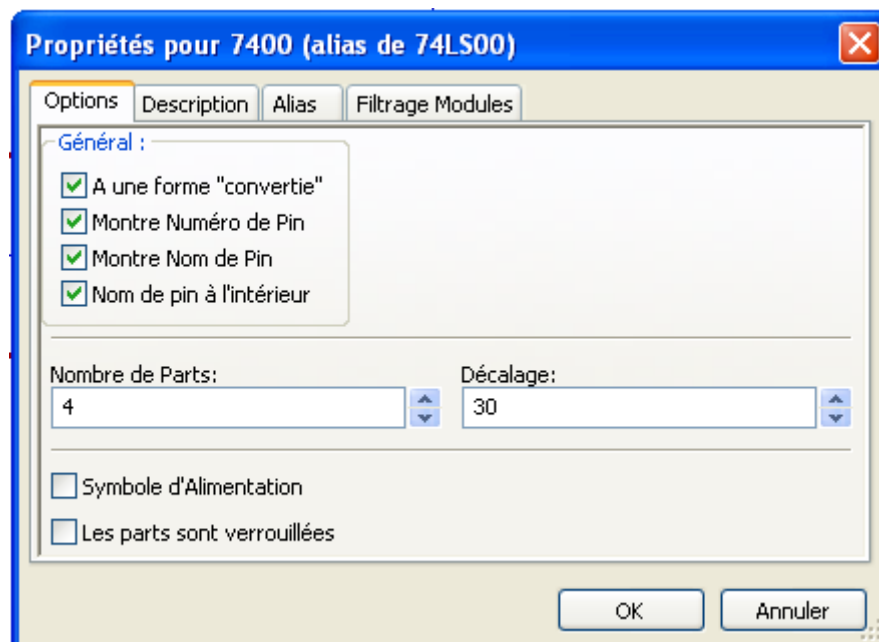 Propriétés pour 7400 (alias de 74LS00)
Options Description Alias Filtrage Modules
Général :
A une forme "convertie"
Montre Numéro de Pin
Montre Nom de Pin
Nom de pin à l'intérieur
Nombre de Parts: Décalage:
4 30
Symbole d'Alimentation
Les parts sont verrouillées
OK Annuler